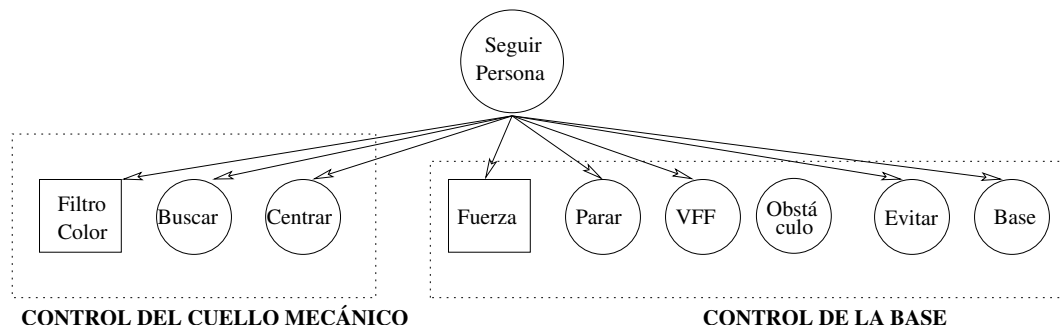 Seguir
Persona
Filtro
Color
Buscar
Centrar
Fuerza
Parar
VFF
Obstá
culo
Evitar
Base
CONTROL DEL CUELLO MECÁNICO
CONTROL DE LA BASE